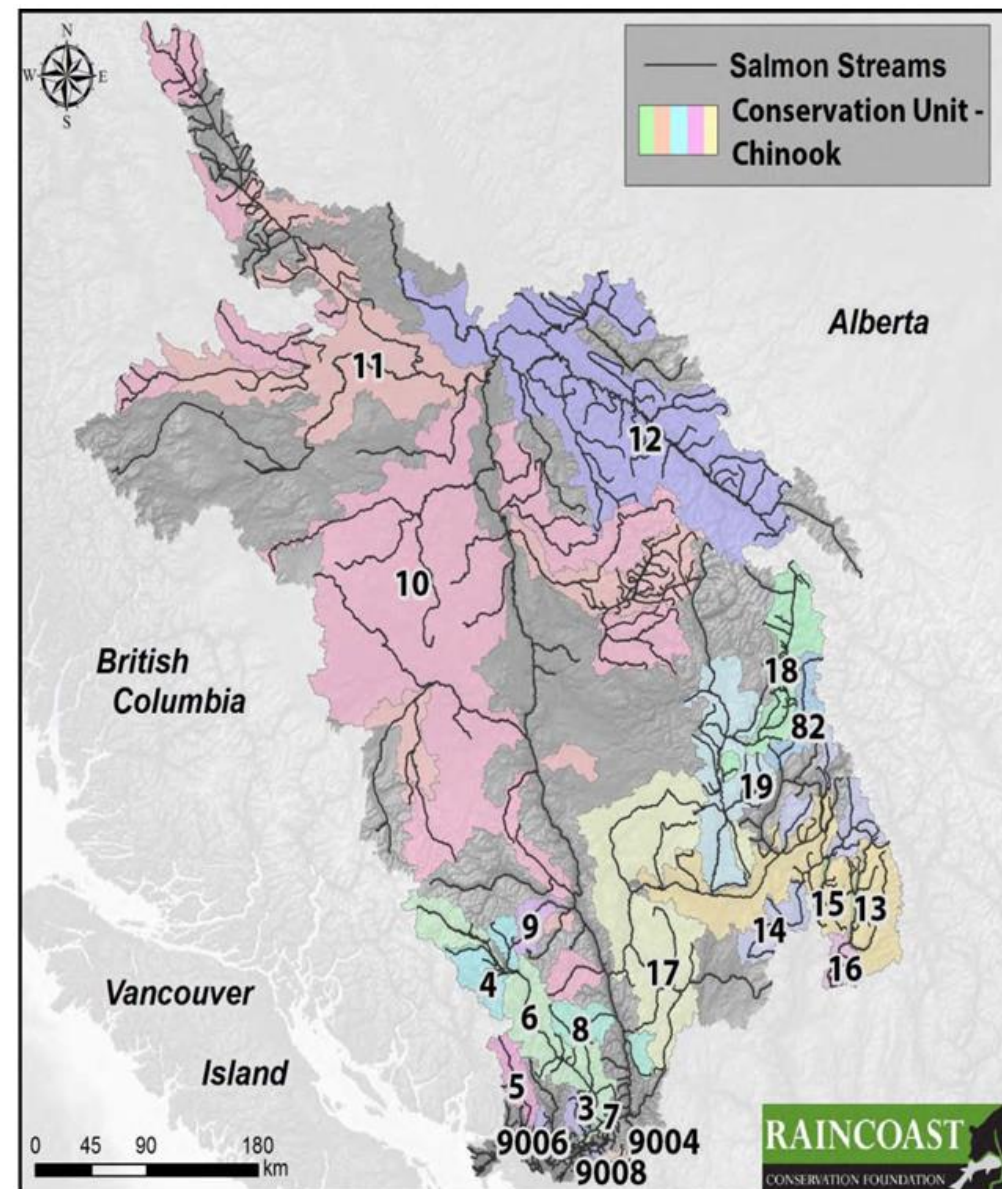 N
W
E
S
Salmon Streams
Conservation Unit -
Chinook
Alberta
11
12
10
British
Columbia
18
82
19
9
15
13
14
16
4
17
6
8
Vancouver
Island
5
3
7
9006
9004
9008
0 45 90 180
km
RAINCOAST
CONSERVATION FOUNDATION